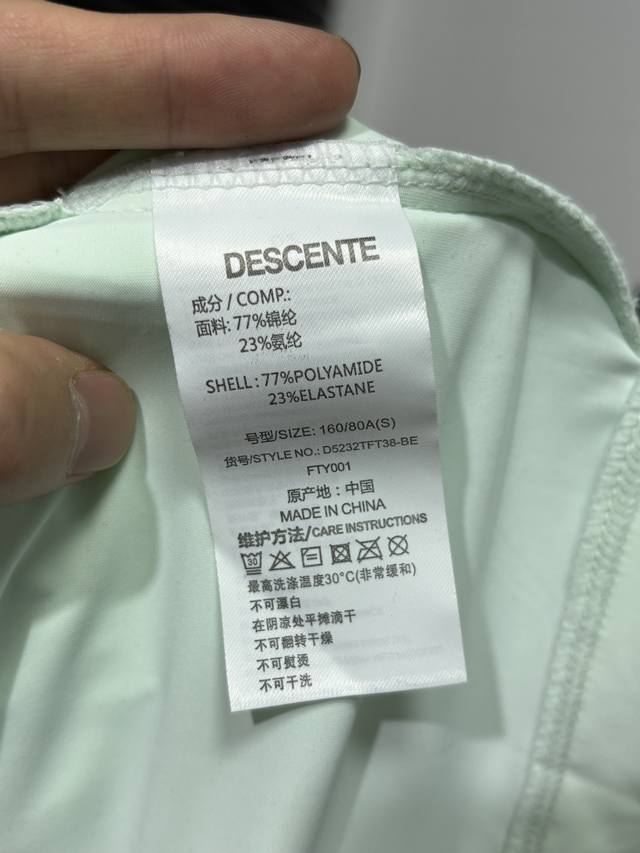 DESCENTE
成分/COMP.:
面料:77%锦纶
23%氨纶
SHELL:77%POLYAMIDE
23%ELASTANE
号型/SIZE: 160/80A(S)
货号/STYLE NO.: D5232TFT38-BE
FTY001
原产地:中国
MADE IN CHINA
维护方法/CARE INSTRUCTIONS
30
最高洗涤温度30°C(非常缓和)
不可漂白
在阴凉处平摊滴干
不可翻转干燥
不可熨烫
不可干洗